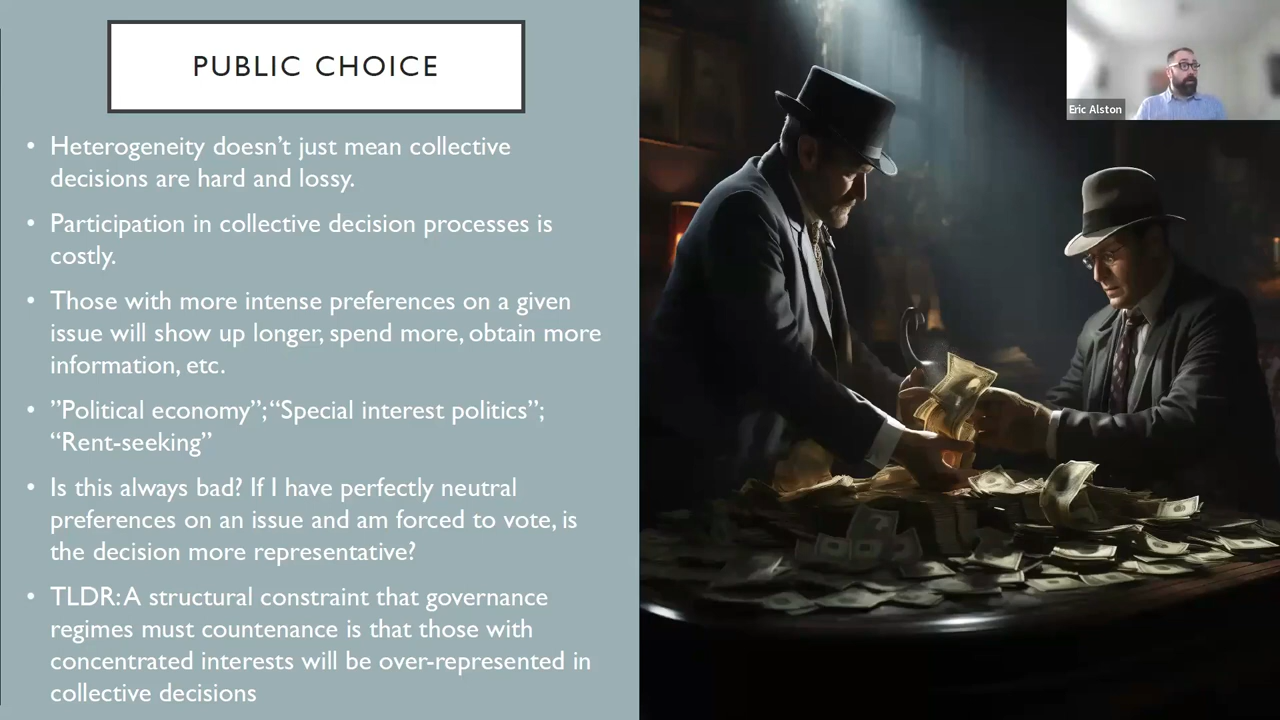 PUBLIC CHOICE
• Heterogeneity doesn’t just mean collective
decisions are hard and lossy.
• Participation in collective decision processes is
costly.
• Those with more intense preferences on a given
issue will show up longer, spend more, obtain more
information, etc.
• ”Political economy”; “Special interest politics”;
“Rent-seeking”
• Is this always bad? If I have perfectly neutral
preferences on an issue and am forced to vote, is
the decision more representative?
• TLDR: A structural constraint that governance
regimes must countenance is that those with
concentrated interests will be over-represented in
collective decisions
Eric Alston